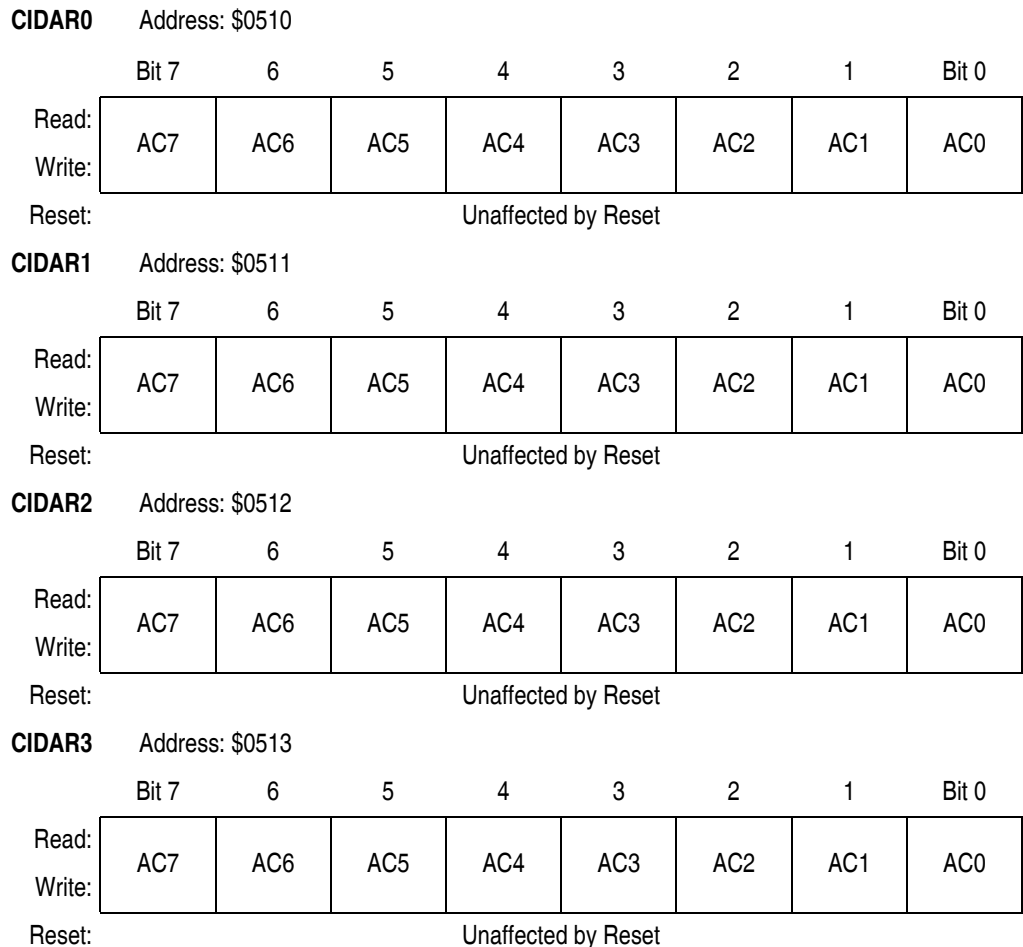 CIDAR0 Address: $0510
Bit 7 6 5 4 3 2 1 Bit 0
Read:
AC7 AC6 AC5 AC4 AC3 AC2 AC1 AC0
Write:
Reset: Unaffected by Reset
CIDAR1 Address: $0511
Bit 7 6 5 4 3 2 1 Bit 0
Read:
AC7 AC6 AC5 AC4 AC3 AC2 AC1 AC0
Write:
Reset: Unaffected by Reset
CIDAR2 Address: $0512
Bit 7 6 5 4 3 2 1 Bit 0
Read:
AC7 AC6 AC5 AC4 AC3 AC2 AC1 AC0
Write:
Reset: Unaffected by Reset
CIDAR3 Address: $0513
Bit 7 6 5 4 3 2 1 Bit 0
Read:
AC7 AC6 AC5 AC4 AC3 AC2 AC1 AC0
Write:
Reset: Unaffected by Reset